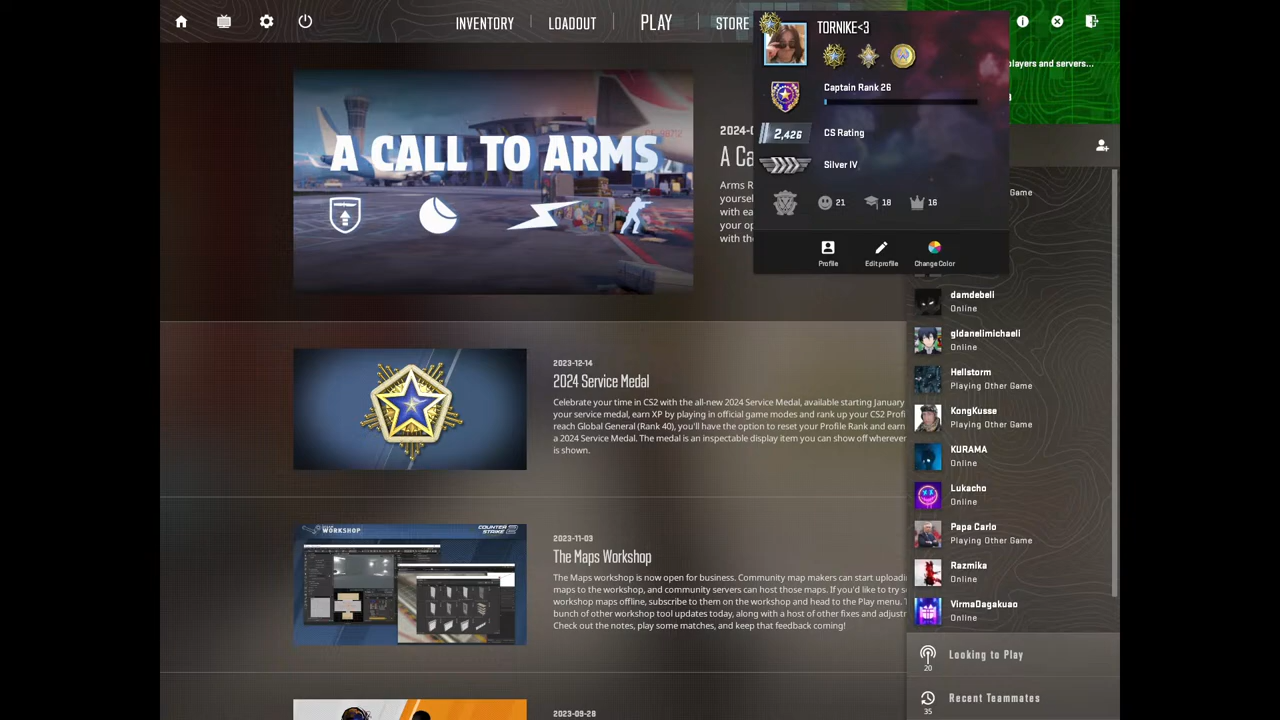 INVENTORY
LOADOUT
PLAY
STORE
A CALL TO ARMS
2024-0
A Ca
Arms R
yoursel
with ea
your op
with the
TORNIKE<3
Captain Rank 26
2,426
CS Rating
Silver IV
21
18
16
Profile
Edit profile
Change Color
layers and servers...
Game
damdebeli
Online
gldanelimichaeli
Online
Hellstorm
Playing Other Game
KongKusse
Playing Other Game
KURAMA
Online
Lukacho
Online
Papa Carlo
Playing Other Game
Razmika
Online
VirmaDagakuao
Online
Looking to Play
20
Recent Teammates
35
2023-12-14
2024 Service Medal
Celebrate your time in CS2 with the all-new 2024 Service Medal, available starting January
your service medal, earn XP by playing in official game modes and rank up your CS2 Profi
reach Global General (Rank 40), you'll have the option to reset your Profile Rank and earn
a 2024 Service Medal. The medal is an inspectable display item you can show off wherever
is shown.
WORKSHOP
COUNTER
STRIKE
2023-11-03
The Maps Workshop
The Maps workshop is now open for business. Community map makers can start uploadi
maps to the workshop, and community servers can host those maps. If you'd like to try s
workshop maps offline, subscribe to them on the workshop and head to the Play menu. T
bunch of other workshop tool updates today, along with a host of other fixes and adjustr
Check out the notes, play some matches, and keep that feedback coming!
2023-09-28